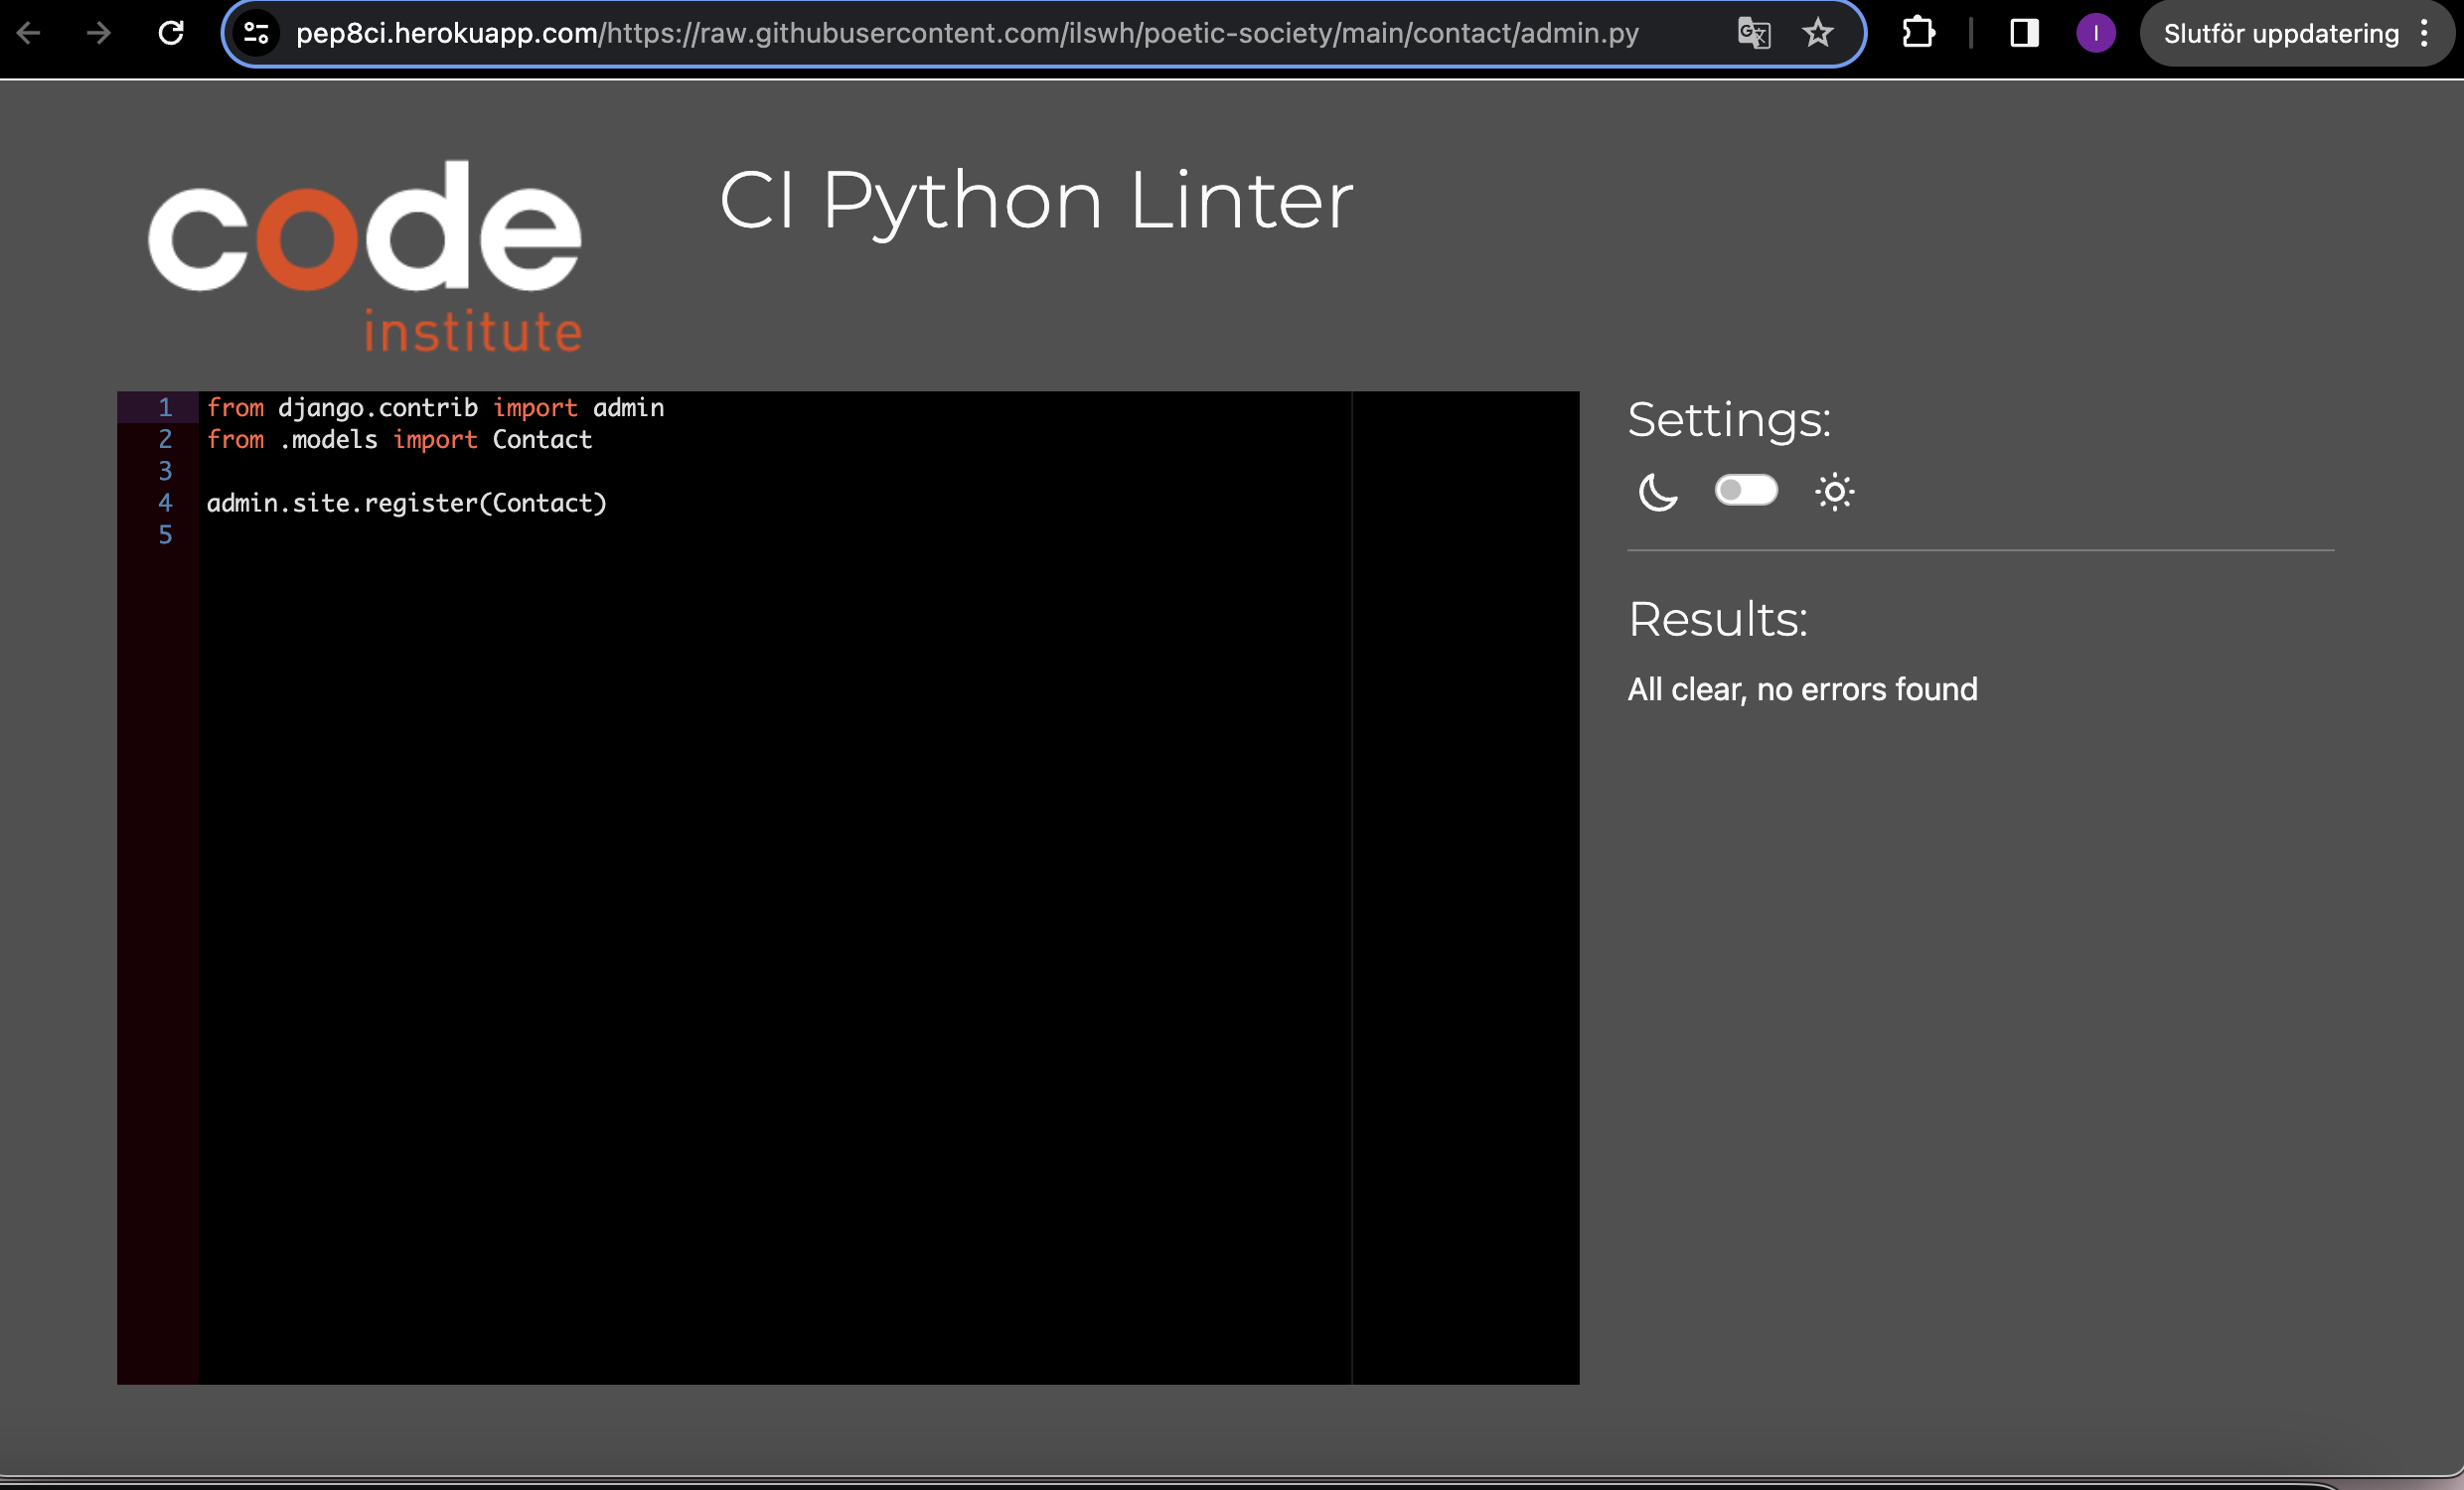 pep8ci.herokuapp.com/https://raw.githubusercontent.com/ilswh/poetic-society/main/contact/admin.py
I
Slutför uppdatering
code
institute
CI Python Linter
1 from django.contrib import admin
2 from .models import Contact
3
4 admin.site.register(Contact)
5
Settings:
Results:
All clear, no errors found